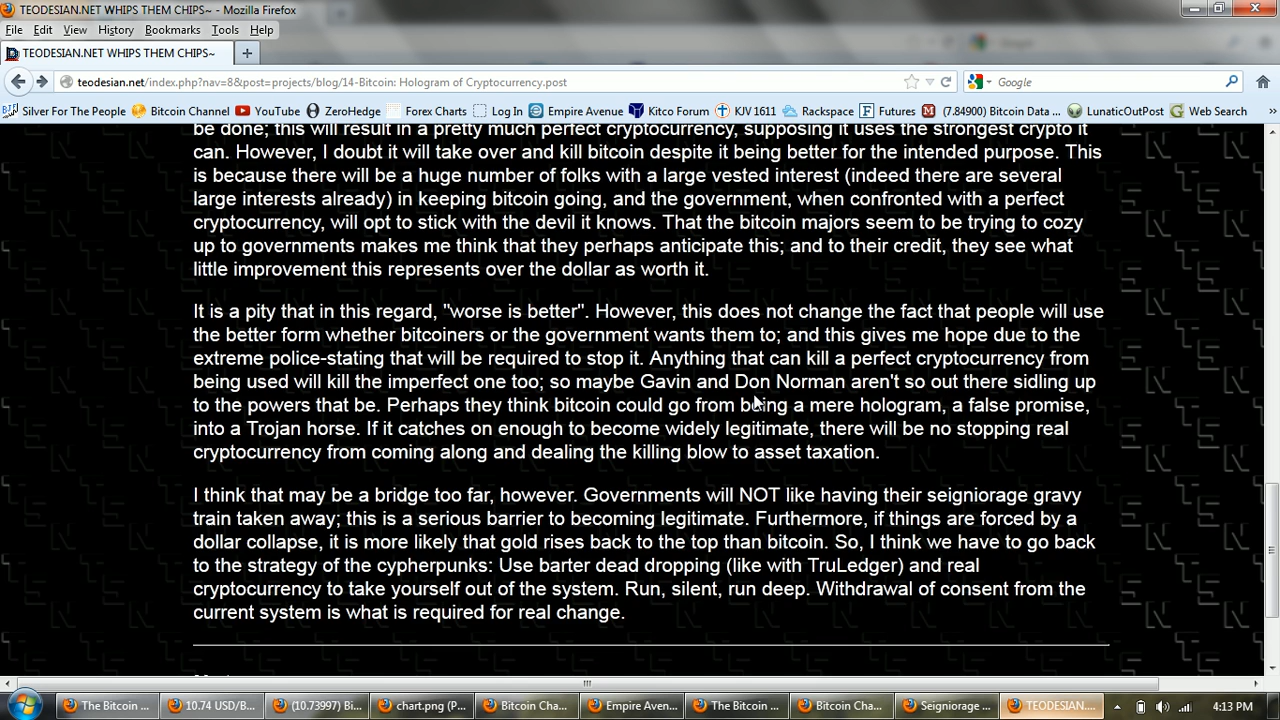 TEODESIAN.NET WHIPS THEM CHIPS~ - Mozilla Firefox
File Edit View History Bookmarks Tools Help
TEODESIAN.NET WHIPS THEM CHIPS~
teodesian.net/index.php?nav=8&post=projects/blog/14-Bitcoin: Hologram of Cryptocurrency.post
Google
Silver For The People Bitcoin Channel YouTube ZeroHedge Forex Charts Log In Empire Avenue Kitco Forum KJV 1611 Rackspace Futures (7.84900) Bitcoin Data ... LunaticOutPost Web Search
be done; this will result in a pretty much perfect cryptocurrency, supposing it uses the strongest crypto it
can. However, I doubt it will take over and kill bitcoin despite it being better for the intended purpose. This
is because there will be a huge number of folks with a large vested interest (indeed there are several
large interests already) in keeping bitcoin going, and the government, when confronted with a perfect
cryptocurrency, will opt to stick with the devil it knows. That the bitcoin majors seem to be trying to cozy
up to governments makes me think that they perhaps anticipate this; and to their credit, they see what
little improvement this represents over the dollar as worth it.
It is a pity that in this regard, "worse is better". However, this does not change the fact that people will use
the better form whether bitcoiners or the government wants them to; and this gives me hope due to the
extreme police-stating that will be required to stop it. Anything that can kill a perfect cryptocurrency from
being used will kill the imperfect one too; so maybe Gavin and Don Norman aren't so out there sidling up
to the powers that be. Perhaps they think bitcoin could go from being a mere hologram, a false promise,
into a Trojan horse. If it catches on enough to become widely legitimate, there will be no stopping real
cryptocurrency from coming along and dealing the killing blow to asset taxation.
I think that may be a bridge too far, however. Governments will NOT like having their seigniorage gravy
train taken away; this is a serious barrier to becoming legitimate. Furthermore, if things are forced by a
dollar collapse, it is more likely that gold rises back to the top than bitcoin. So, I think we have to go back
to the strategy of the cypherpunks: Use barter dead dropping (like with TruLedger) and real
cryptocurrency to take yourself out of the system. Run, silent, run deep. Withdrawal of consent from the
current system is what is required for real change.
The Bitcoin ... 10.74 USD/B... (10.73997) Bi... chart.png (P... Bitcoin Cha... Empire Aven... The Bitcoin ... Bitcoin Cha... Seigniorage ... TEODESIAN.... 4:13 PM